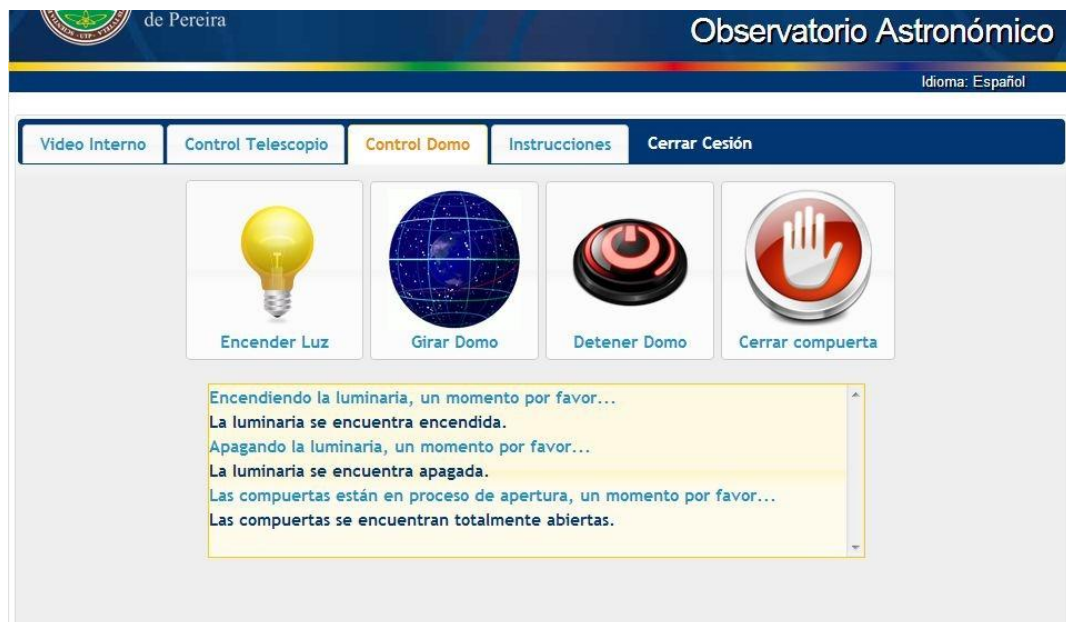 de Pereira
Observatorio Astronómico
Idioma: Español
Video Interno Control Telescopio Control Domo Instrucciones Cerrar Cesión
Encender Luz Girar Domo Detener Domo Cerrar compuerta
Encendiendo la luminaria, un momento por favor...
La luminaria se encuentra encendida.
Apagando la luminaria, un momento por favor...
La luminaria se encuentra apagada.
Las compuertas están en proceso de apertura, un momento por favor...
Las compuertas se encuentran totalmente abiertas.